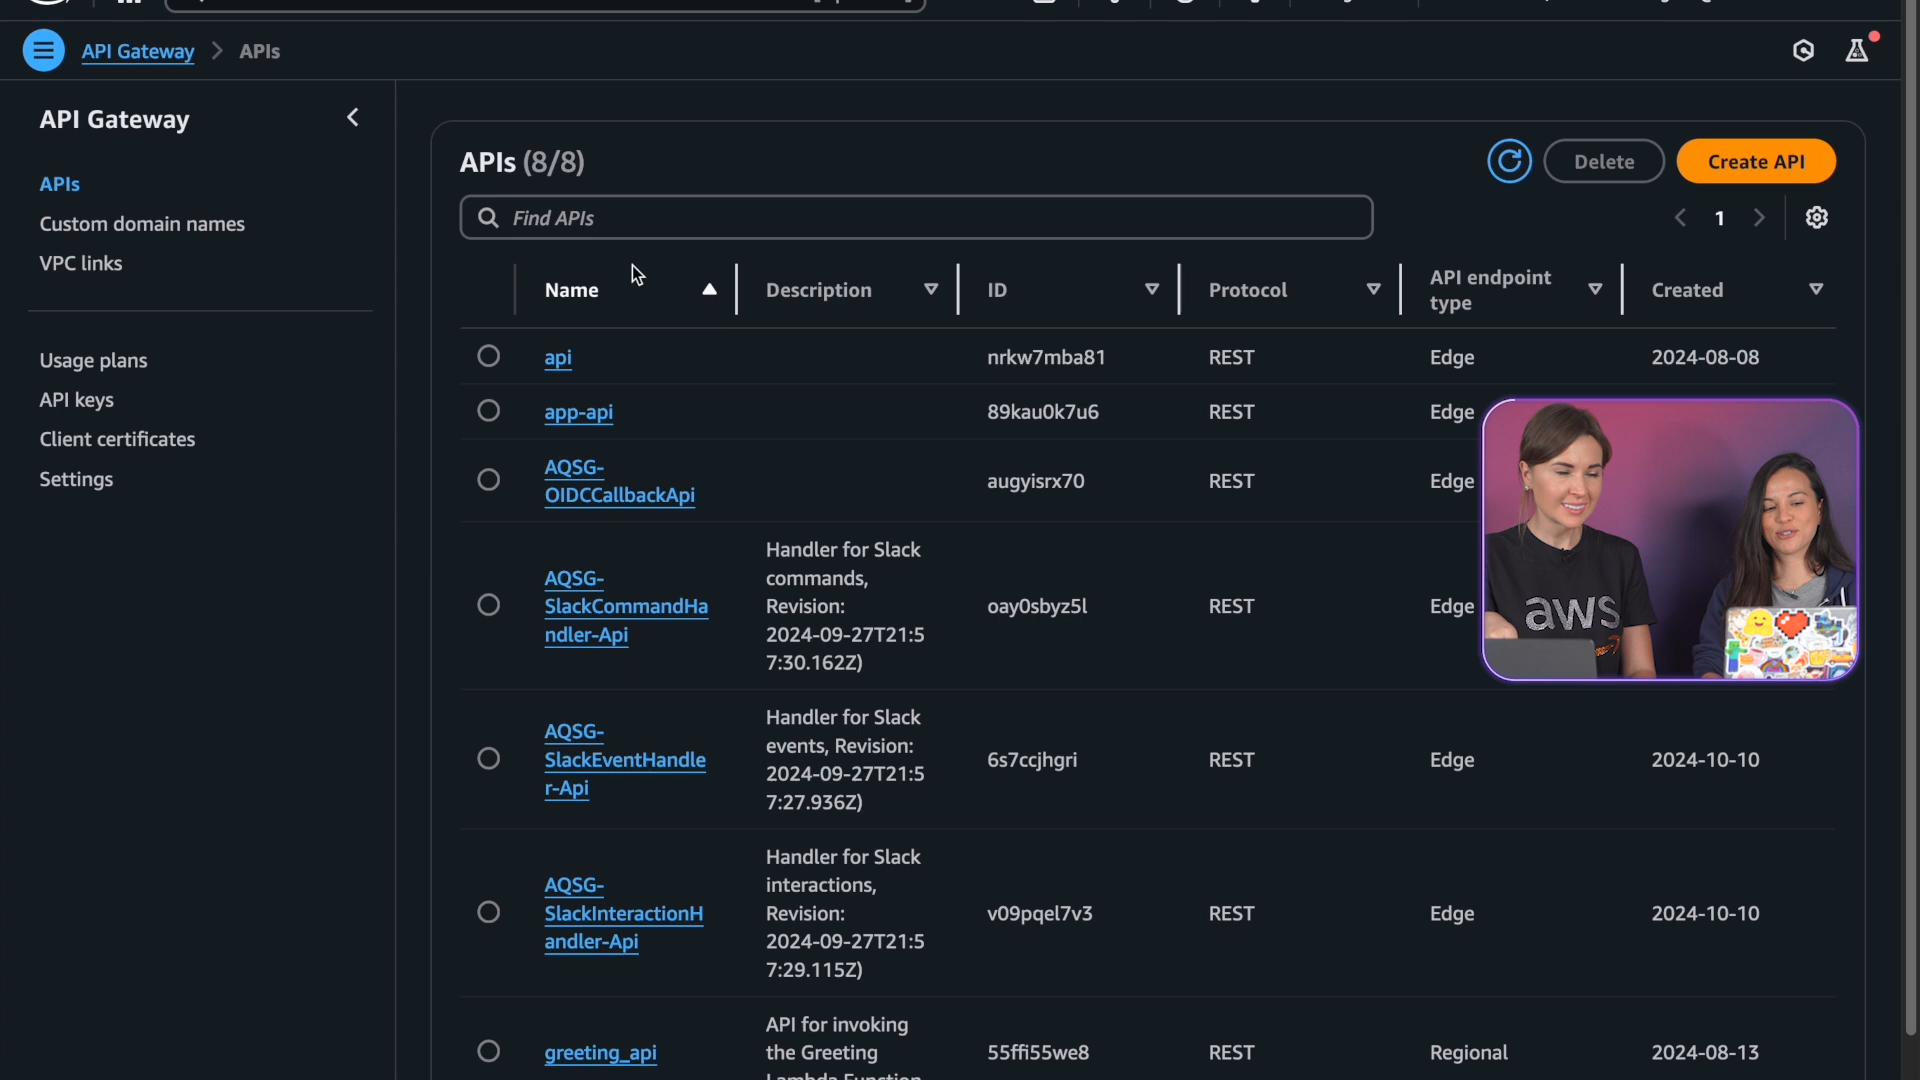 API Gateway > APIs
API Gateway
APIs
Custom domain names
VPC links
Usage plans
API keys
Client certificates
Settings
APIs (8/8)
Delete
Create API
Find APIs
1
Name
Description
ID
Protocol
API endpoint
type
Created
api
nrkw7mba81
REST
Edge
2024-08-08
app-api
89kau0k7u6
REST
Edge
AQSG-
OIDCCallbackApi
augyisrx70
REST
Edge
AQSG-
SlackCommandHa
ndler-Api
Handler for Slack
commands,
Revision:
2024-09-27T21:5
7:30.162Z)
oay0sbyz5l
REST
Edge
aws
AQSG-
SlackEventHandle
r-Api
Handler for Slack
events, Revision:
2024-09-27T21:5
7:27.936Z)
6s7ccjhgri
REST
Edge
2024-10-10
AQSG-
SlackInteractionH
andler-Api
Handler for Slack
interactions,
Revision:
2024-09-27T21:5
7:29.115Z)
v09pqel7v3
REST
Edge
2024-10-10
greeting_api
API for invoking
the Greeting
Lambda Function
55ffi55we8
REST
Regional
2024-08-13